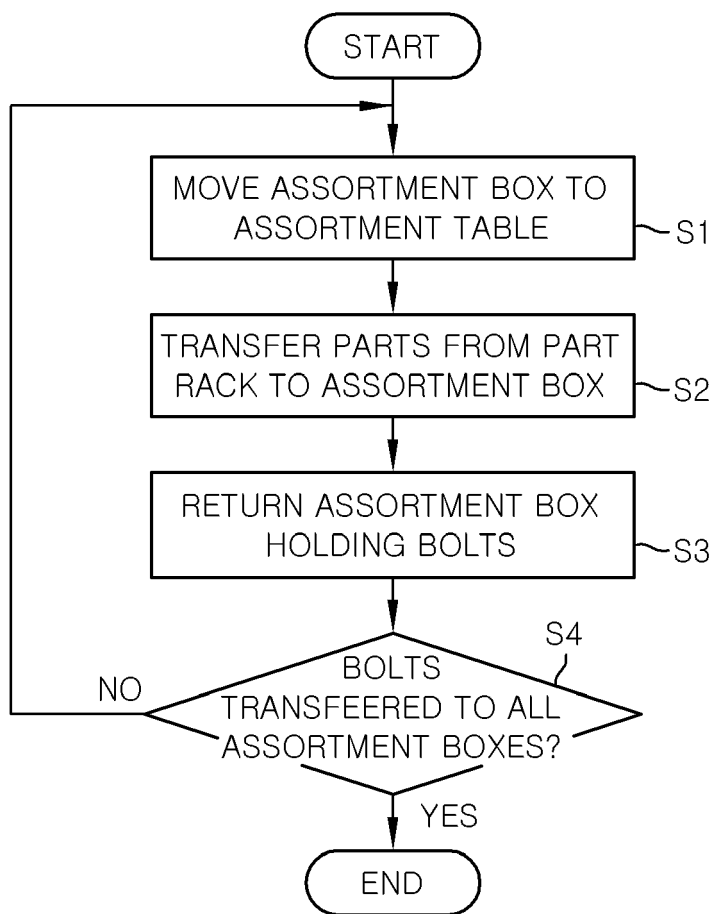 START
MOVE ASSORTMENT BOX TO
ASSORTMENT TABLE
S1
TRANSFER PARTS FROM PART
RACK TO ASSORTMENT BOX
S2
RETURN ASSORTMENT BOX
HOLDING BOLTS
S3
S4
BOLTS
TRANSFEERED TO ALL
ASSORTMENT BOXES?
NO
YES
END